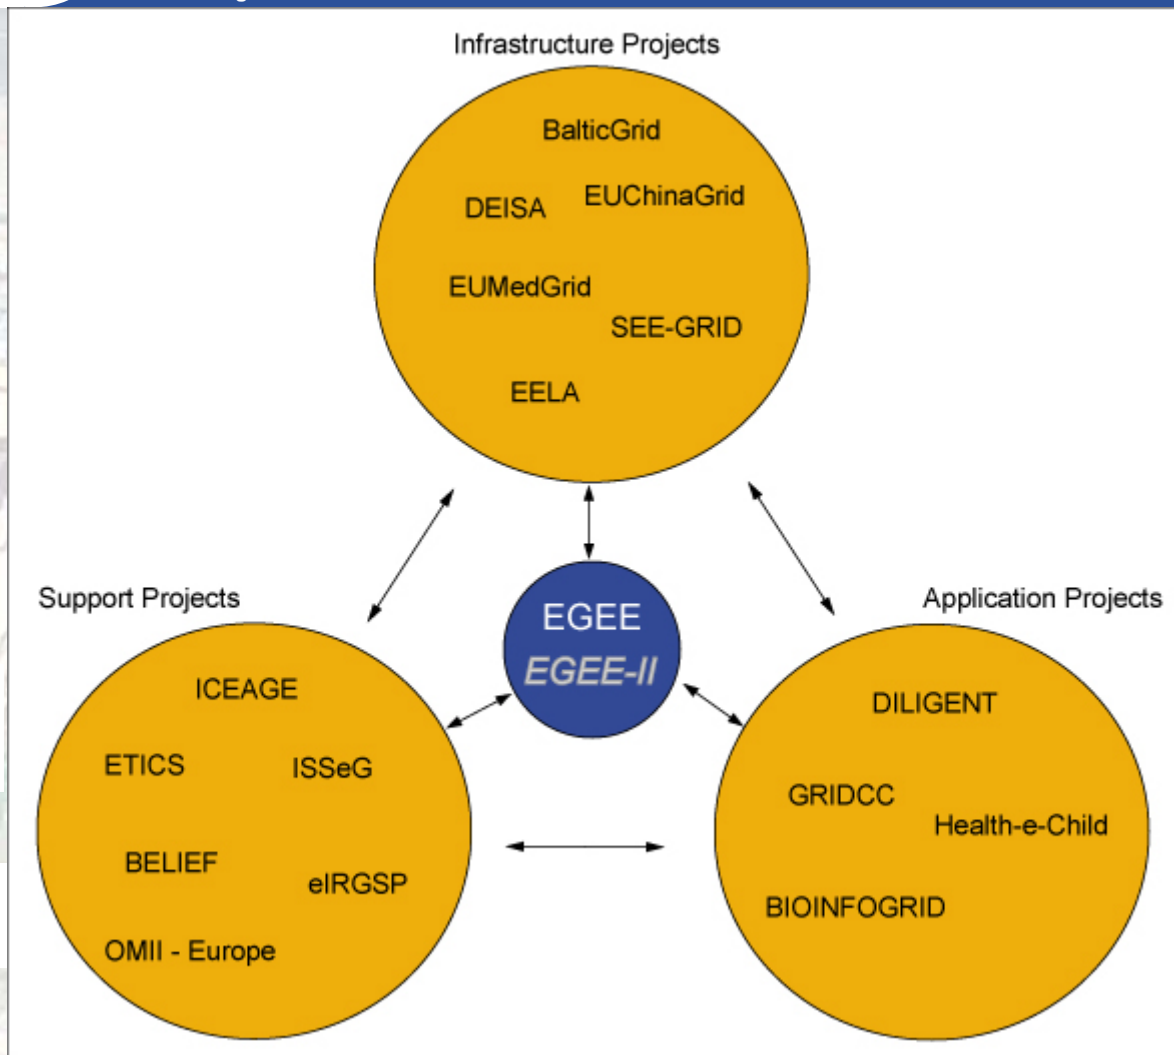 Infrastructure Projects
BalticGrid
EUChinaGrid
DEISA
EUMedGrid
SEE-GRID
EELA
Support Projects
EGEE
EGEE-II
Application Projects
ICEAGE
ETICS
ISSeG
BELIEF
eIRGSP
OMII - Europe
DILIGENT
GRIDCC
Health-e-Child
BIOINFOGRID